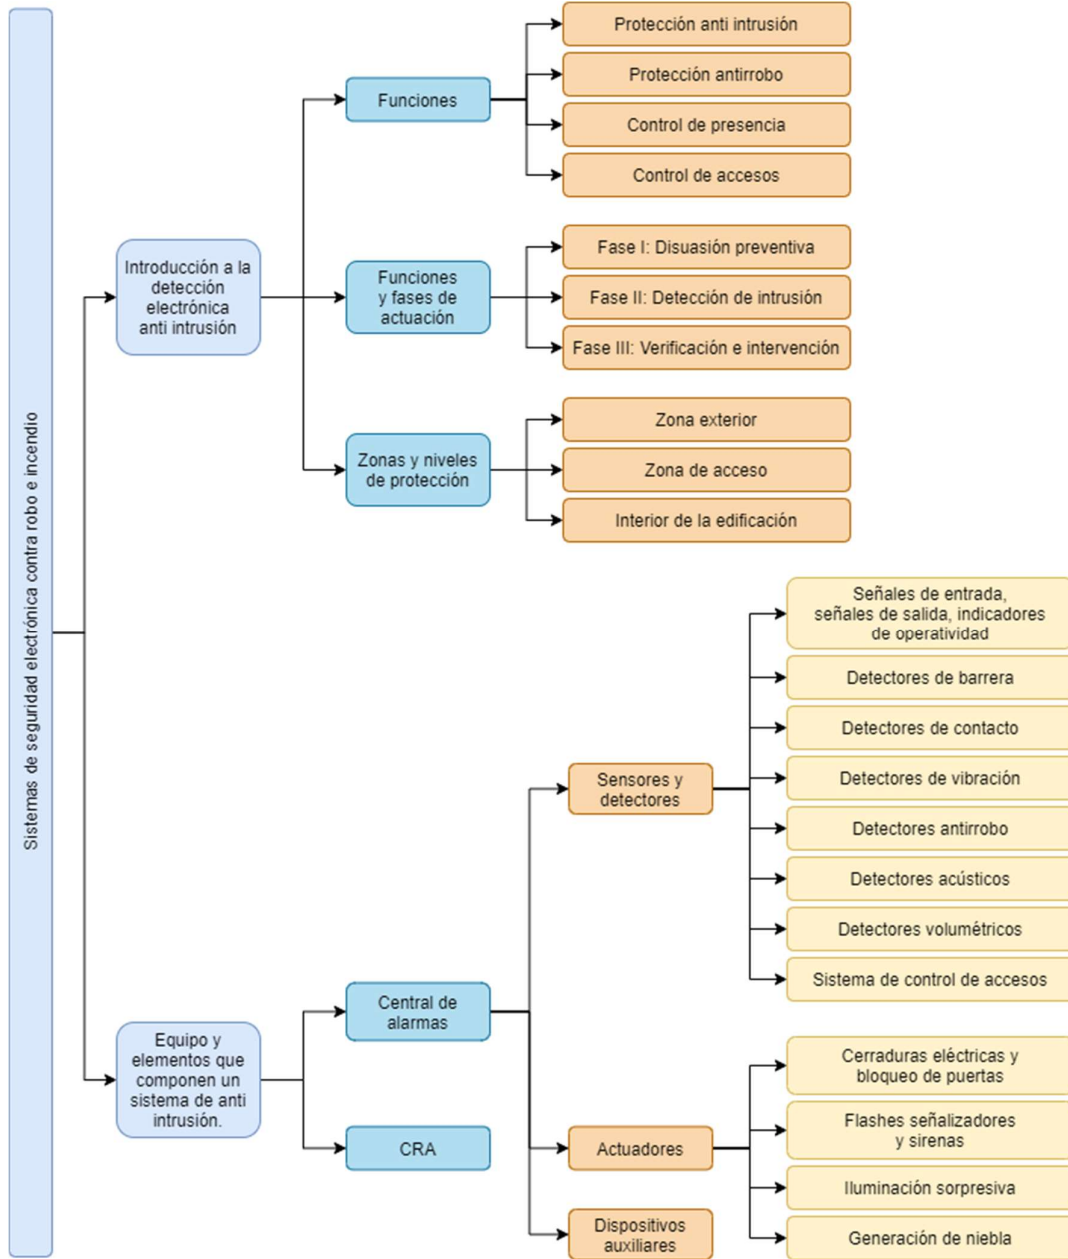 Sistemas de seguridad electrónica contra robo e incendio
Introducción a la
detección
electrónica
anti intrusión
Funciones
Protección anti intrusión
Protección antirrobo
Control de presencia
Control de accesos
Funciones
y fases de
actuación
Fase I: Disuasión preventiva
Fase II: Detección de intrusión
Fase III: Verificación e intervención
Zonas y niveles
de protección
Zona exterior
Zona de acceso
Interior de la edificación
Equipo y
elementos que
componen un
sistema de anti
intrusión.
Central de
alarmas
Sensores y
detectores
Señales de entrada,
señales de salida, indicadores
de operatividad
Detectores de barrera
Detectores de contacto
Detectores de vibración
Detectores antirrobo
Detectores acústicos
Detectores volumétricos
Sistema de control de accesos
Actuadores
Cerraduras eléctricas y
bloqueo de puertas
Flashes señalizadores
y sirenas
Iluminación sorpresiva
Generación de niebla
Dispositivos
auxiliares
CRA